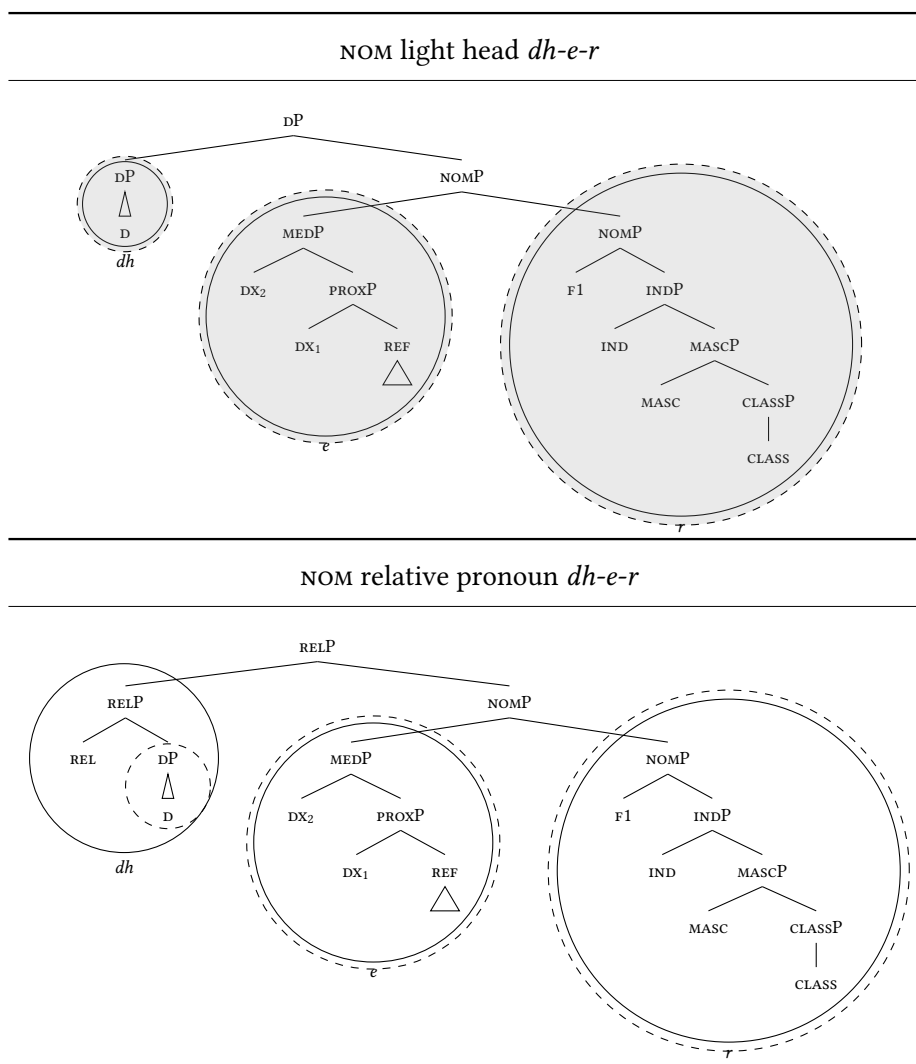 NOM light head dh-e-r
DP
DP NOMP
D MEDP NOMP
dh
DX2 PROXP F1 INDP
DX1 REF IND MASCP
MASC CLASSP
e
CLASS
r
NOM relative pronoun dh-e-r
RELP
RELP NOMP
REL DP MEDP NOMP
D DX2 PROXP F1 INDP
dh DX1 REF IND MASCP
MASC CLASSP
e
CLASS
r